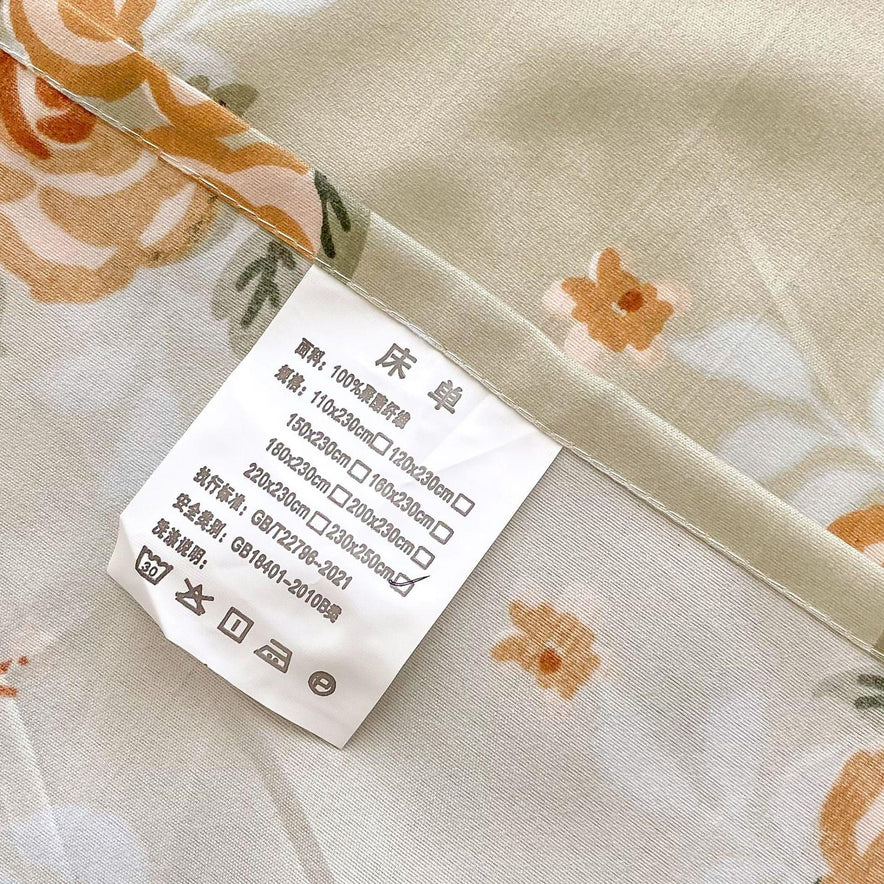 床单
面料：100%聚酯纤维
规格：110x230cm□120x230cm□
150x230cm□160x230cm□
180x230cm□200x230cm□
220x230cm□230x250cm☑
执行标准：GB/T22796-2021
安全级别：GB18401-2010B类
洗涤说明：
30
P